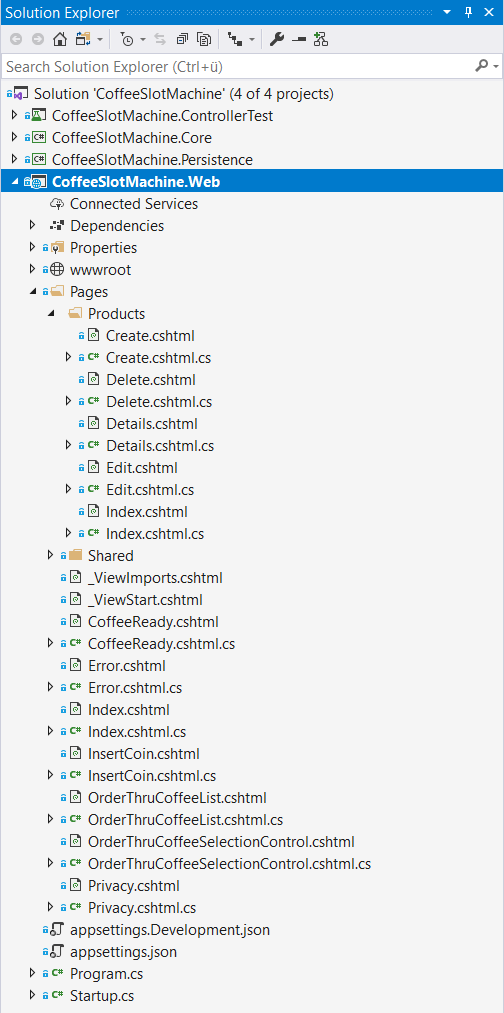 Solution Explorer
Search Solution Explorer (Ctrl+ü)
Solution 'CoffeeSlotMachine' (4 of 4 projects)
CoffeeSlotMachine.ControllerTest
C# CoffeeSlotMachine.Core
C# CoffeeSlotMachine.Persistence
CoffeeSlotMachine.Web
Connected Services
Dependencies
Properties
wwwroot
Pages
Products
Create.cshtml
C# Create.cshtml.cs
Delete.cshtml
C# Delete.cshtml.cs
Details.cshtml
C# Details.cshtml.cs
Edit.cshtml
C# Edit.cshtml.cs
Index.cshtml
C# Index.cshtml.cs
Shared
_ViewImports.cshtml
_ViewStart.cshtml
CoffeeReady.cshtml
C# CoffeeReady.cshtml.cs
Error.cshtml
C# Error.cshtml.cs
Index.cshtml
C# Index.cshtml.cs
InsertCoin.cshtml
C# InsertCoin.cshtml.cs
OrderThruCoffeeList.cshtml
C# OrderThruCoffeeList.cshtml.cs
OrderThruCoffeeSelectionControl.cshtml
C# OrderThruCoffeeSelectionControl.cshtml.cs
Privacy.cshtml
C# Privacy.cshtml.cs
appsettings.Development.json
appsettings.json
C# Program.cs
C# Startup.cs